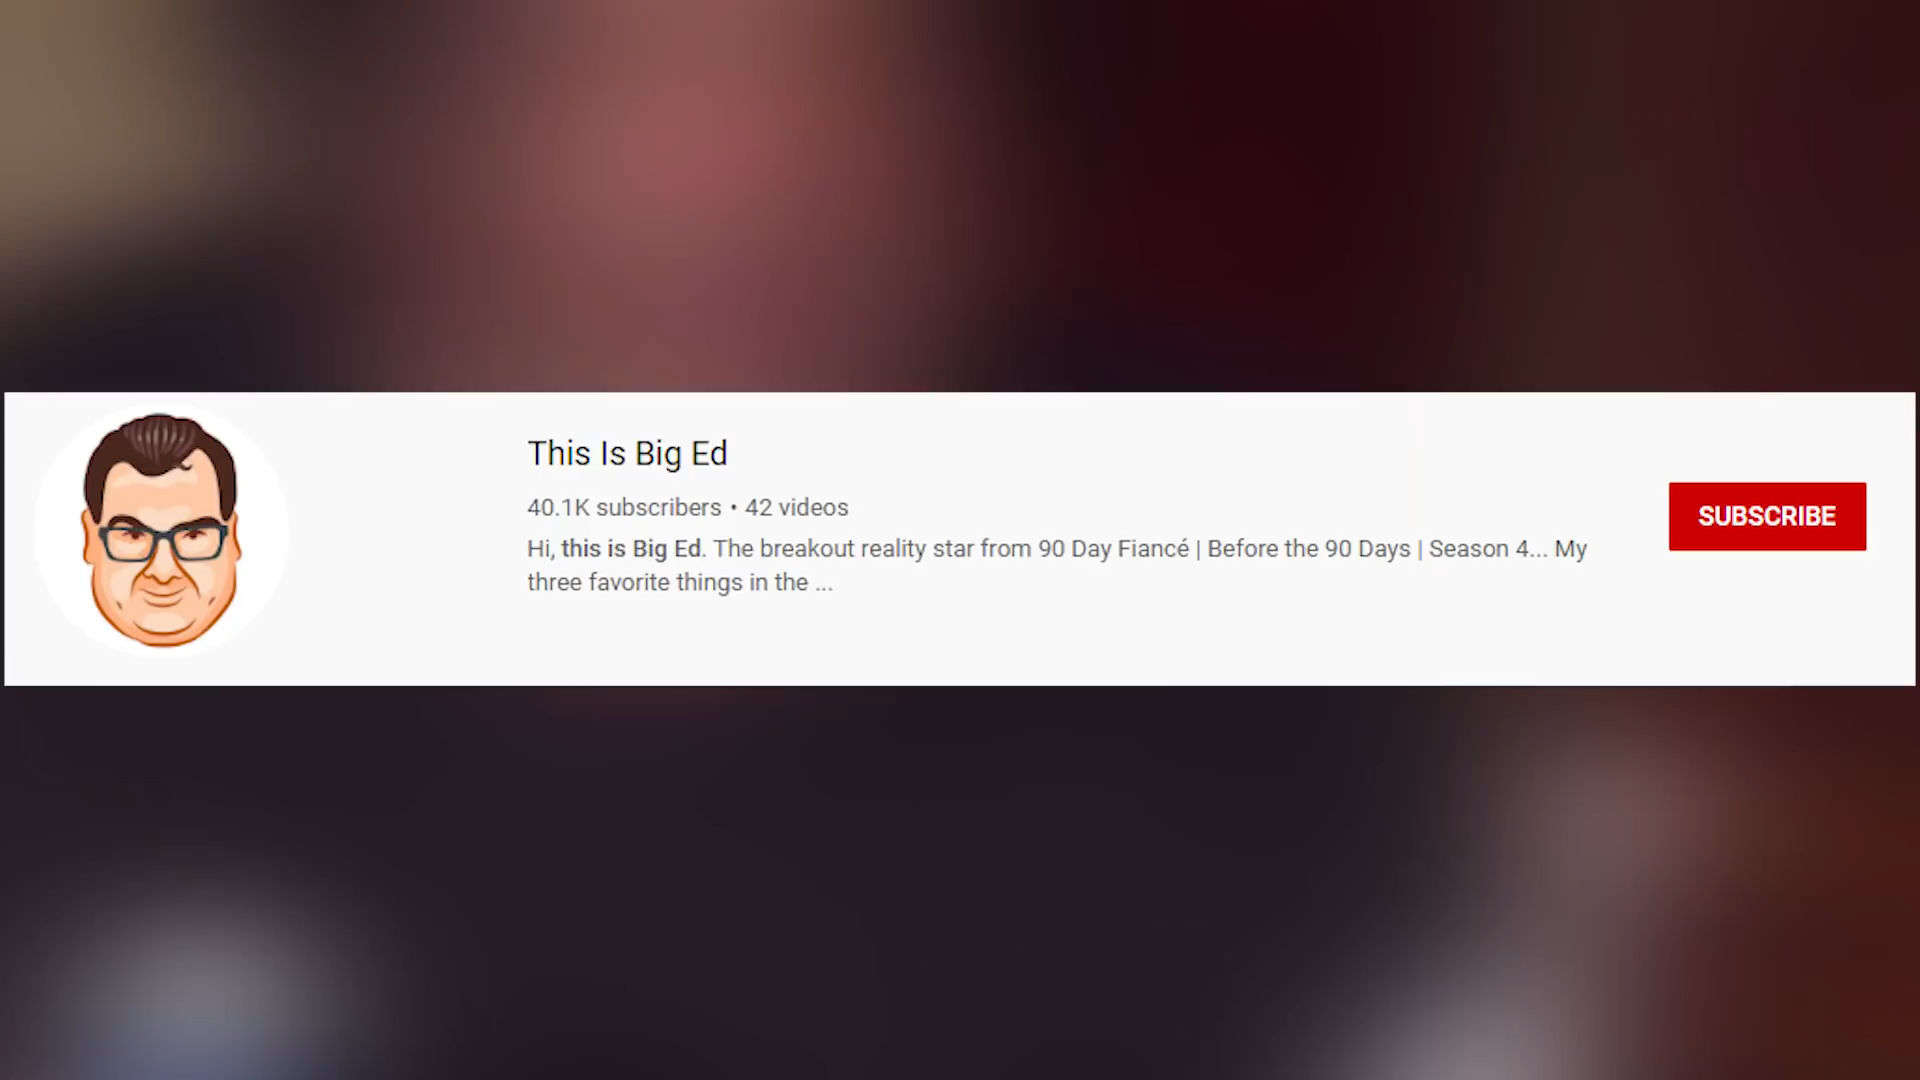 This Is Big Ed
40.1K subscribers • 42 videos
Hi, this is Big Ed. The breakout reality star from 90 Day Fiancé | Before the 90 Days | Season 4... My
three favorite things in the ...
SUBSCRIBE